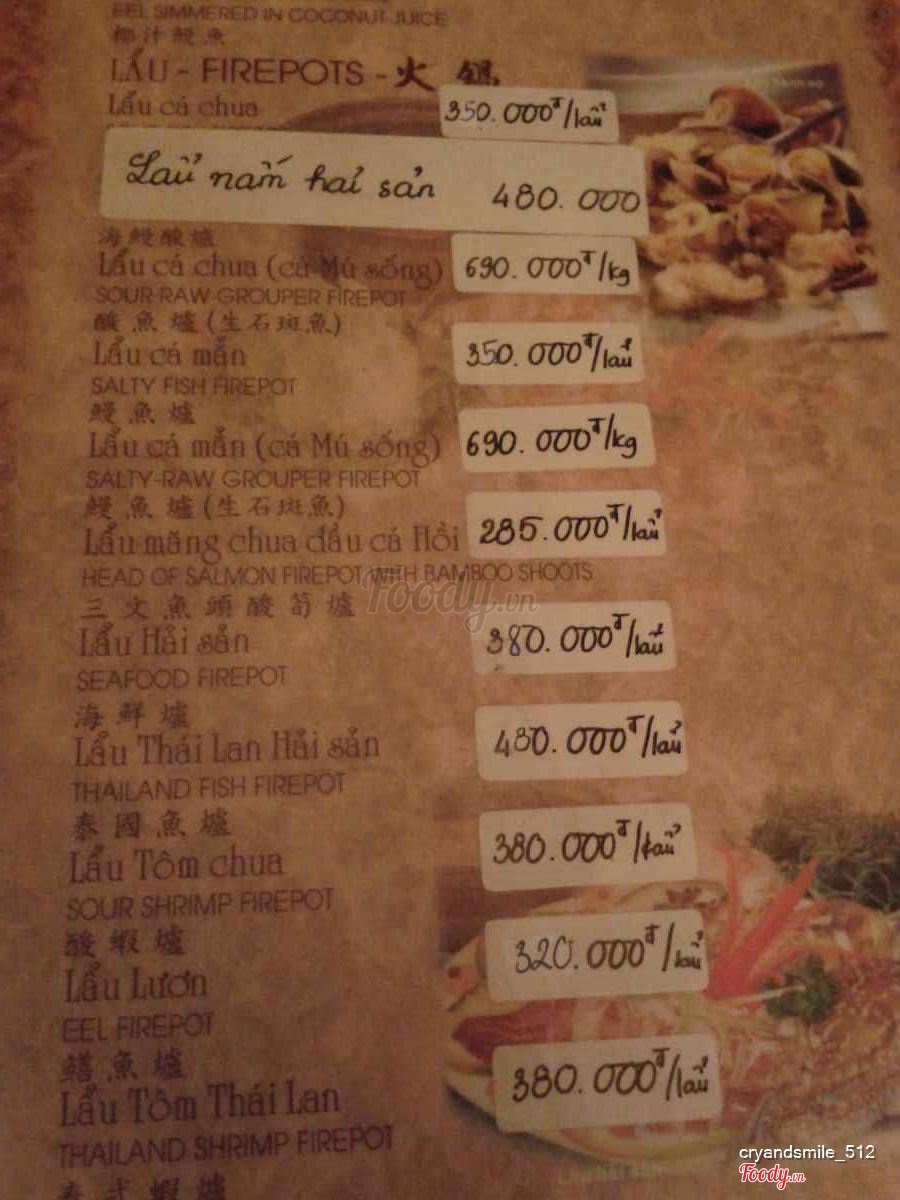 EEL SIMMERED IN COCONUT JUICE
椰汁鰻魚
LẨU - FIREPOTS - 火鍋
Lẩu cá chua 350.000đ/lẩu
Lẩu nấm hải sản 480.000
海鰻酸爐
Lẩu cá chua (cá Mú sống) 690.000đ/kg
SOUR RAW GROUPER FIREPOT
酸魚爐(生石斑魚)
Lẩu cá mẳn 350.000đ/lẩu
SALTY FISH FIREPOT
鰻魚爐
Lẩu cá mẳn (cá Mú sống) 690.000đ/kg
SALTY-RAW GROUPER FIREPOT
鰻魚爐(生石斑魚)
Lẩu măng chua đầu cá Hồi 285.000đ/lẩu
HEAD OF SALMON FIREPOT WITH BAMBOO SHOOTS
三文魚頭酸筍爐
Lẩu Hải sản 380.000đ/lẩu
SEAFOOD FIREPOT
海鮮爐
Lẩu Thái Lan Hải sản 480.000đ/lẩu
THAILAND FISH FIREPOT
泰國魚爐
Lẩu Tôm chua 380.000đ/lẩu
SOUR SHRIMP FIREPOT
酸蝦爐
Lẩu Lươn 320.000đ/lẩu
EEL FIREPOT
鱔魚爐
Lẩu Tôm Thái Lan 380.000đ/lẩu
THAILAND SHRIMP FIREPOT
泰式蝦爐
Foody.vn
cryandsmile_512
Foody.vn